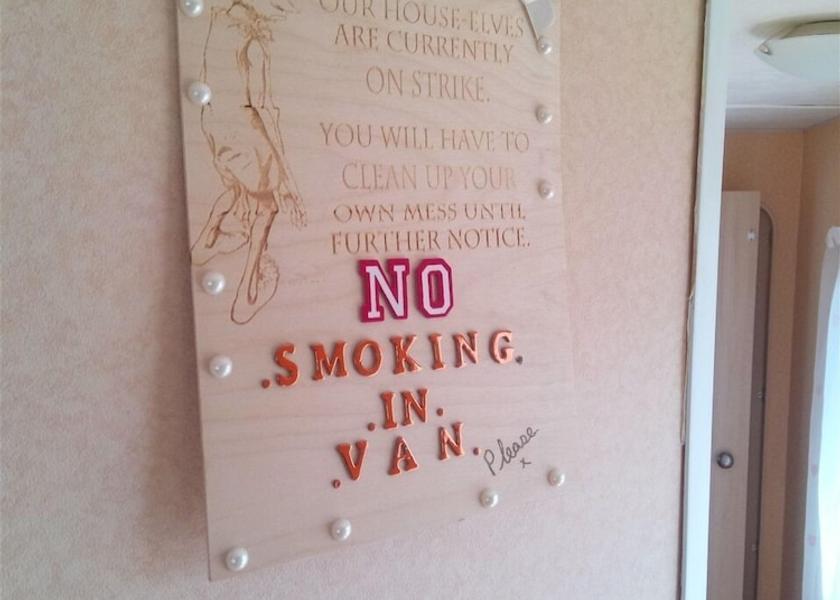 OUR HOUSE-ELVES
ARE CURRENTLY
ON STRIKE.
YOU WILL HAVE TO
CLEAN UP YOUR
OWN MESS UNTIL
FURTHER NOTICE.
NO
.SMOKING.
.IN.
.VAN.
Please
x